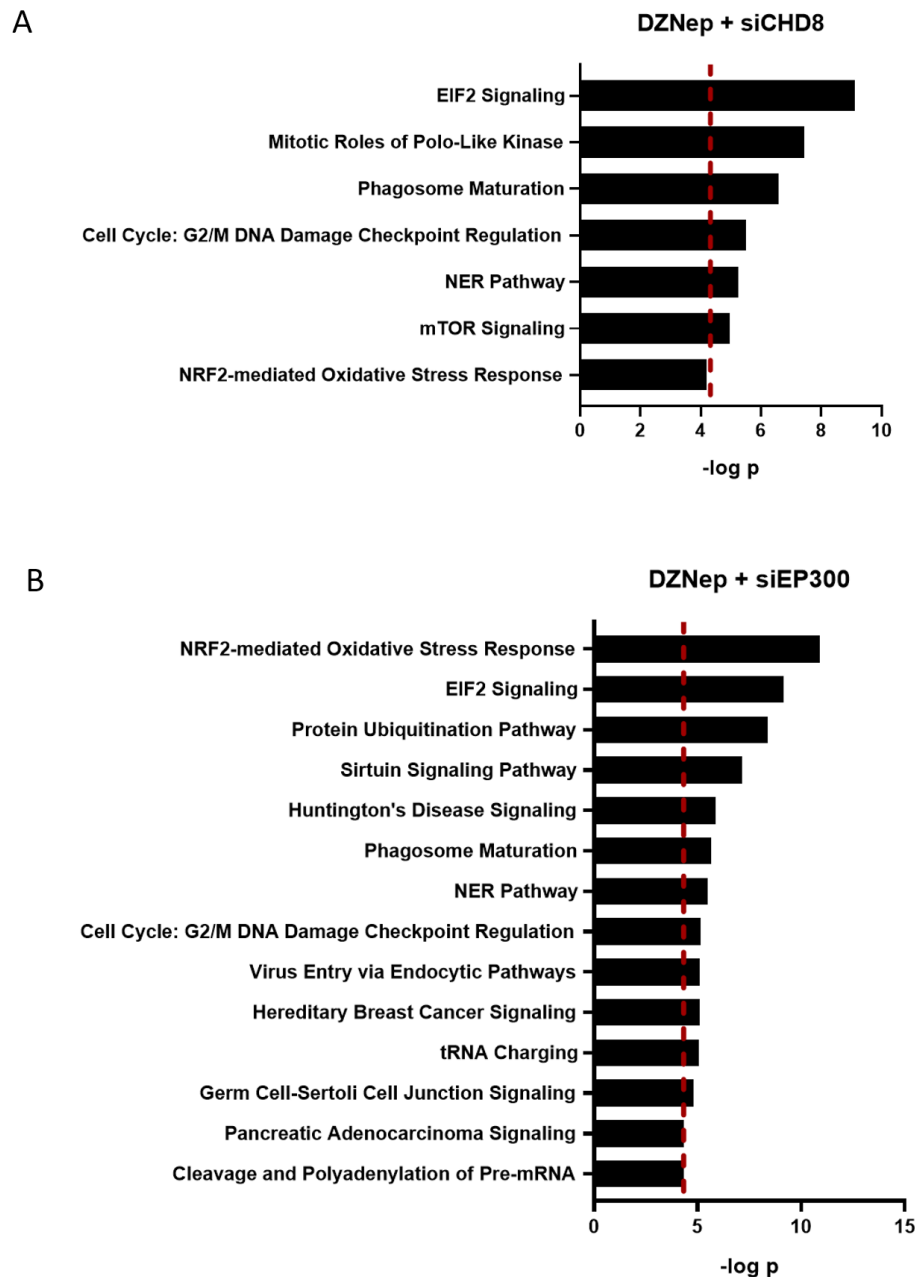 A
DZNep + siCHD8
EIF2 Signaling
Mitotic Roles of Polo-Like Kinase
Phagosome Maturation
Cell Cycle: G2/M DNA Damage Checkpoint Regulation
NER Pathway
mTOR Signaling
NRF2-mediated Oxidative Stress Response
0 2 4 6 8 10
-log p
B
DZNep + siEP300
NRF2-mediated Oxidative Stress Response
EIF2 Signaling
Protein Ubiquitination Pathway
Sirtuin Signaling Pathway
Huntington's Disease Signaling
Phagosome Maturation
NER Pathway
Cell Cycle: G2/M DNA Damage Checkpoint Regulation
Virus Entry via Endocytic Pathways
Hereditary Breast Cancer Signaling
tRNA Charging
Germ Cell-Sertoli Cell Junction Signaling
Pancreatic Adenocarcinoma Signaling
Cleavage and Polyadenylation of Pre-mRNA
0 5 10 15
-log p